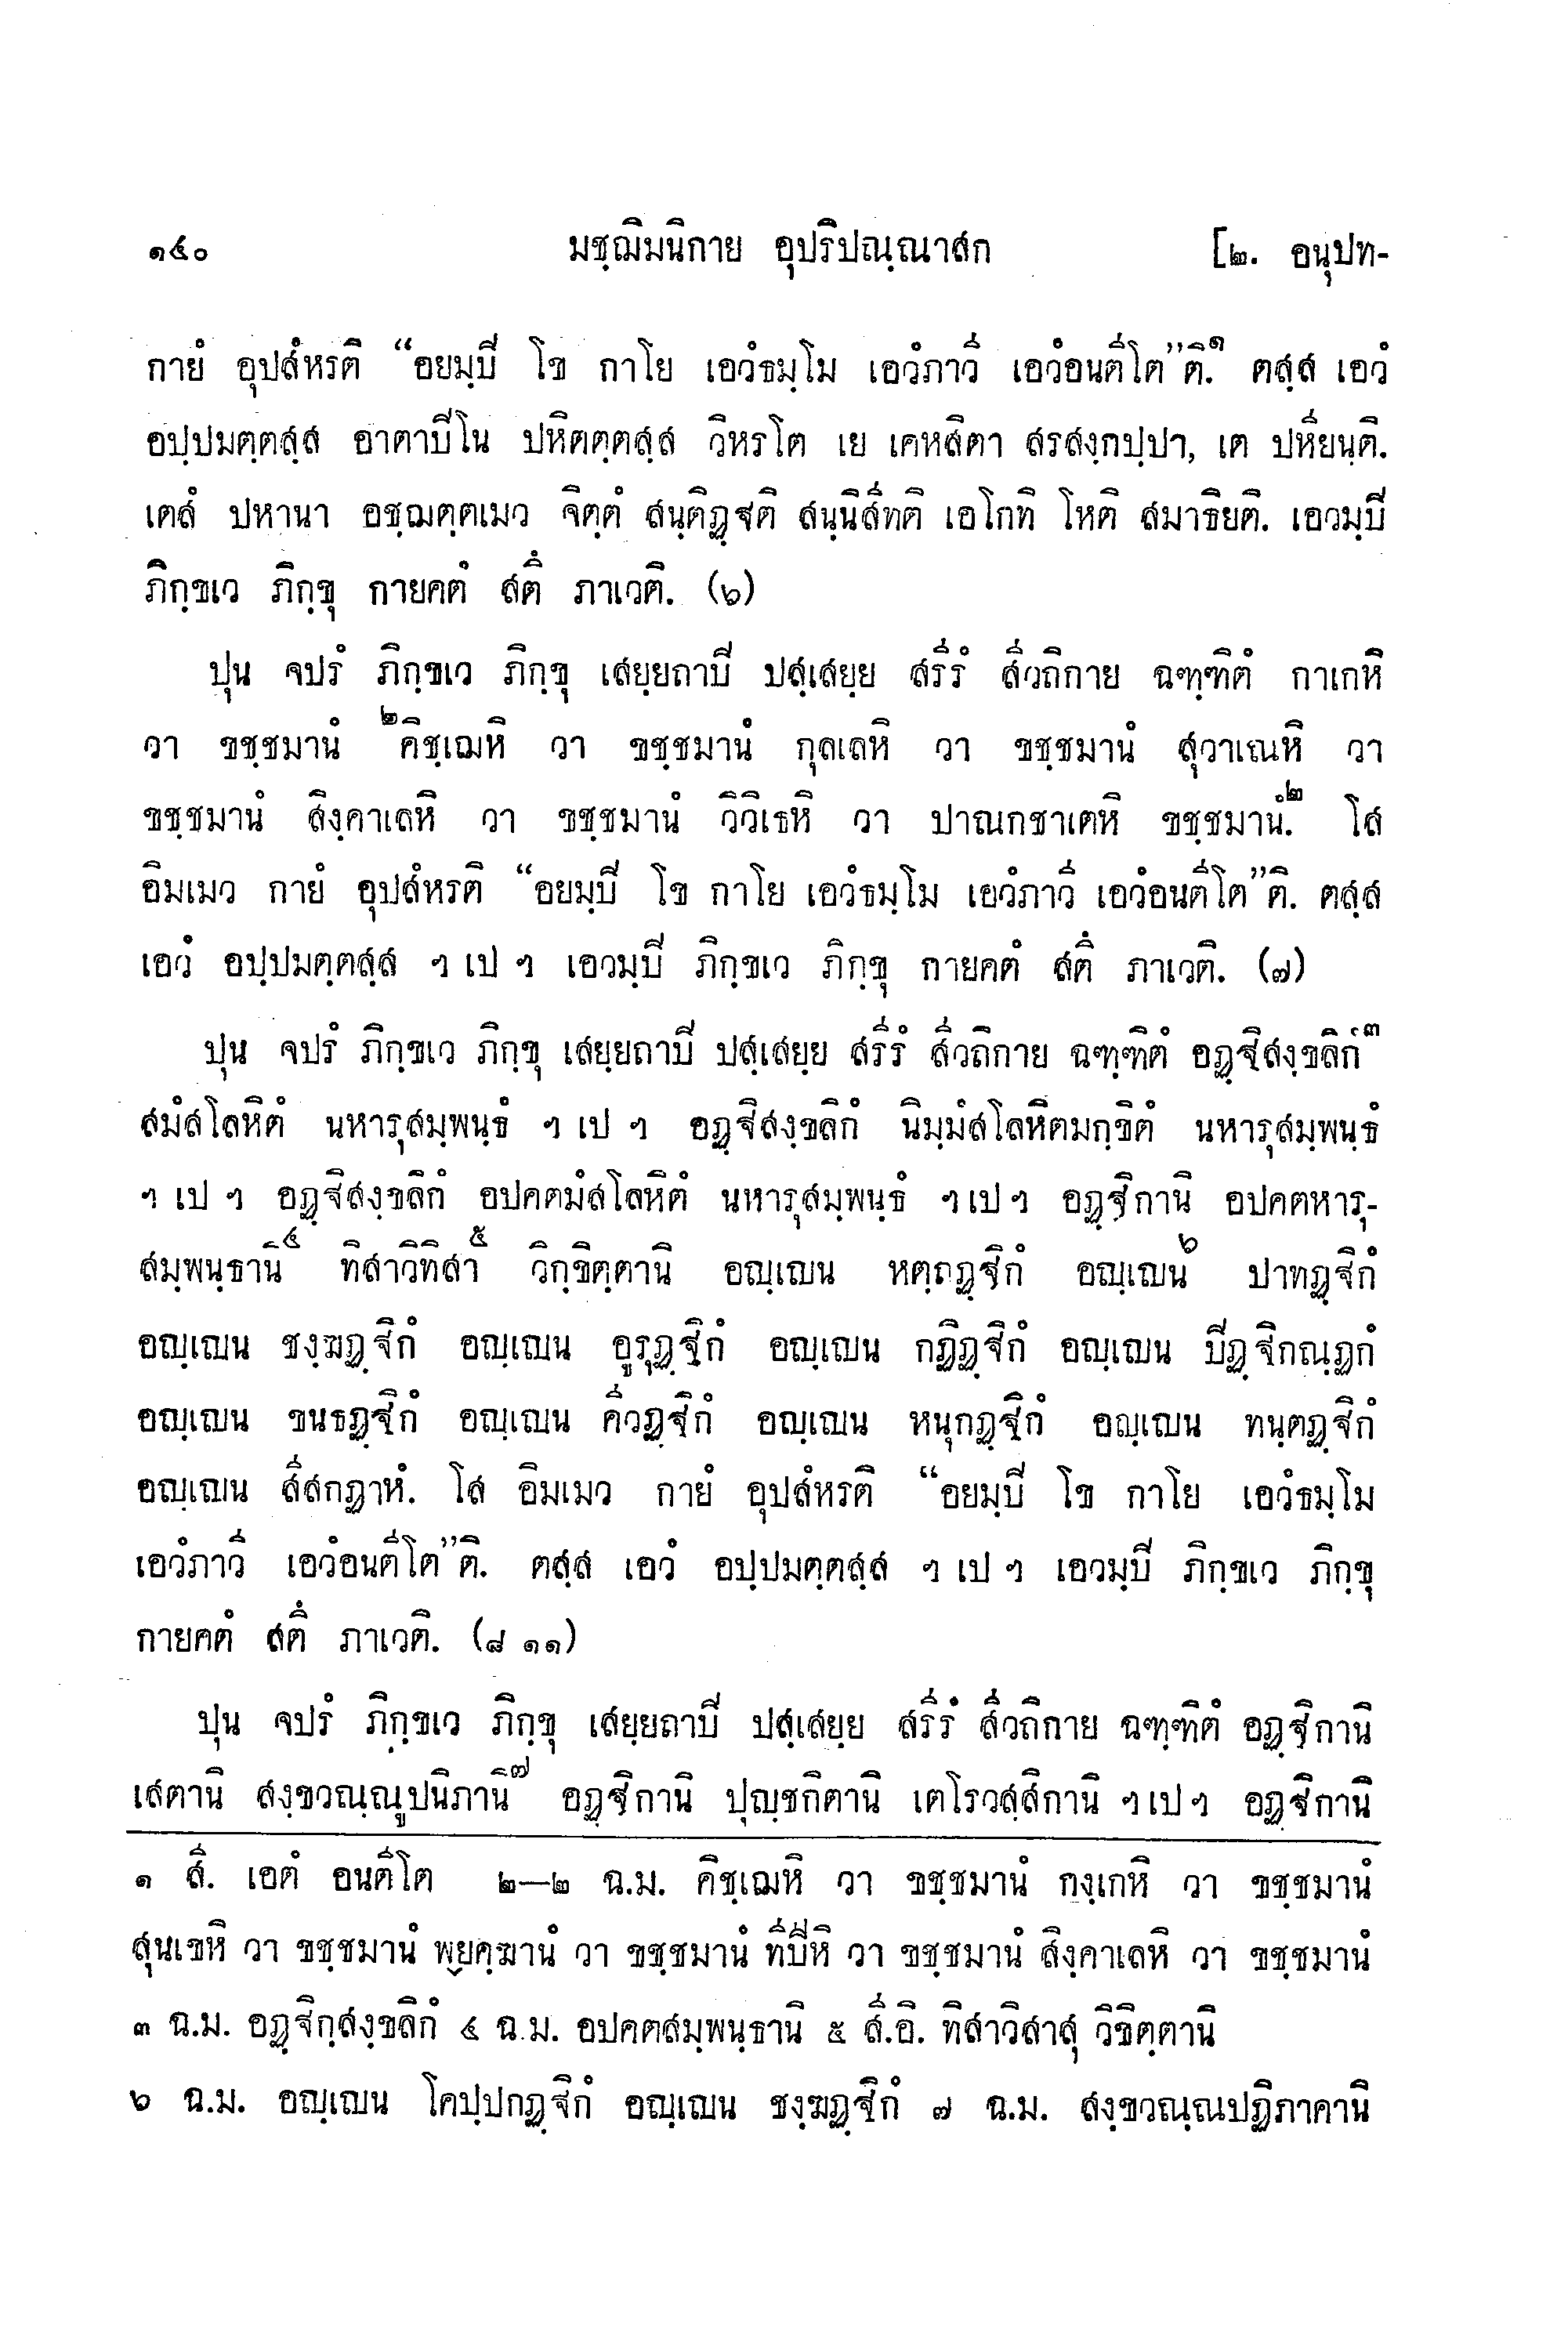 ๑๕๐ มชฺฌิมนิกาย อุปริปณฺณาสก [๒. อนุปท-
กายํ อุปสํหรติ “อยมฺปิ โข กาโย เอวํธมฺโม เอวํภาวี เอวํอนตีโต”ติ.๑ ตสฺส เอวํ
อปฺปมตฺตสฺส อาตาปิโน ปหิตตฺตสฺส วิหรโต เย เคหสิตา สรสงฺกปฺปา, เต ปหียนฺติ.
เตสํ ปหานา อชฺฌตฺตเมว จิตฺตํ สนฺติฏฺฐติ สนฺนิสีทติ เอโกทิ โหติ สมาธิยติ. เอวมฺปิ
ภิกฺขเว ภิกฺขุ กายคตํ สตึ ภาเวติ. (๖)
ปุน จปรํ ภิกฺขเว ภิกฺขุ เสยฺยถาปิ ปสฺเสยฺย สรีรํ สีวถิกาย ฉฑฺฑิตํ กาเกหิ
วา ขชฺชมานํ ๒คิชฺเฌหิ วา ขชฺชมานํ กุลเลหิ วา ขชฺชมานํ สุวาเณหิ วา
ขชฺชมานํ สิงฺคาเลหิ วา ขชฺชมานํ วิวิเธหิ วา ปาณกชาเตหิ ขชฺชมานํ.๒ โส
อิมเมว กายํ อุปสํหรติ “อยมฺปิ โข กาโย เอวํธมฺโม เอวํภาวี เอวํอนตีโต”ติ. ตสฺส
เอวํ อปฺปมตฺตสฺส ฯ เป ฯ เอวมฺปิ ภิกฺขเว ภิกฺขุ กายคตํ สตึ ภาเวติ. (๗)
ปุน จปรํ ภิกฺขเว ภิกฺขุ เสยฺยถาปิ ปสฺเสยฺย สรีรํ สีวถิกาย ฉฑฺฑิตํ อฏฺฐิสงฺขลิกํ๓
สมํสโลหิตํ นหารุสมฺพนฺธํ ฯ เป ฯ อฏฺฐิสงฺขลิกํ นิมฺมํสโลหิตมกฺขิตํ นหารุสมฺพนฺธํ
ฯ เป ฯ อฏฺฐิสงฺขลิกํ อปคตมํสโลหิตํ นหารุสมฺพนฺธํ ฯ เป ฯ อฏฺฐิกานิ อปคตหารุ-
สมฺพนฺธานิ๔ ทิสาวิทิสา๕ วิกฺขิตฺตานิ อญฺเญน หตฺถฏฺฐิกํ อญฺเญน๖ ปาทฏฺฐิกํ
อญฺเญน ชงฺฆฏฺฐิกํ อญฺเญน อูรุฏฺฐิกํ อญฺเญน กฏิฏฺฐิกํ อญฺเญน ปิฏฺฐิกณฺฏกํ
อญฺเญน ขนธฏฺฐิกํ อญฺเญน คีวฏฺฐิกํ อญฺเญน หนุกฏฺฐิกํ อญฺเญน ทนฺตฏฺฐิกํ
อญฺเญน สีสกฏาหํ. โส อิมเมว กายํ อุปสํหรติ “อยมฺปิ โข กาโย เอวํธมฺโม
เอวํภาวี เอวํอนตีโต”ติ. ตสฺส เอวํ อปฺปมตฺตสฺส ฯ เป ฯ เอวมฺปิ ภิกฺขเว ภิกฺขุ
กายคตํ สตึ ภาเวติ. (๘ ๑๑)
ปุน จปรํ ภิกฺขเว ภิกฺขุ เสยฺยถาปิ ปสฺเสยฺย สรีรํ สีวถิกาย ฉฑฺฑิตํ อฏฺฐิกานิ
เสตานิ สงฺขวณฺณูปนิภานิ๗ อฏฺฐิกานิ ปุญฺชกิตานิ เตโรวสฺสิกานิ ฯ เป ฯ อฏฺฐิกานิ
๑ สี. เอตํ อนตีโต ๒—๒ ฉ.ม. คิชฺเฌหิ วา ขชฺชมานํ กงฺเกหิ วา ขชฺชมานํ
สุนเขหิ วา ขชฺชมานํ พฺยคฺฆานํ วา ขชฺชมานํ ทีปีหิ วา ขชฺชมานํ สิงฺคาเลหิ วา ขชฺชมานํ
๓ ฉ.ม. อฏฺฐิกฺสงฺขลิกํ ๔ ฉ.ม. อปคตสมฺพนฺธานิ ๕ สี.อิ. ทิสาวิสาสุ วิขิตฺตานิ
๖ ฉ.ม. อญฺเญน โคปฺปกฏฺฐิกํ อญฺเญน ชงฺฆฏฺฐิกํ ๗ ฉ.ม. สงฺขวณฺณปฏิภาคานิ